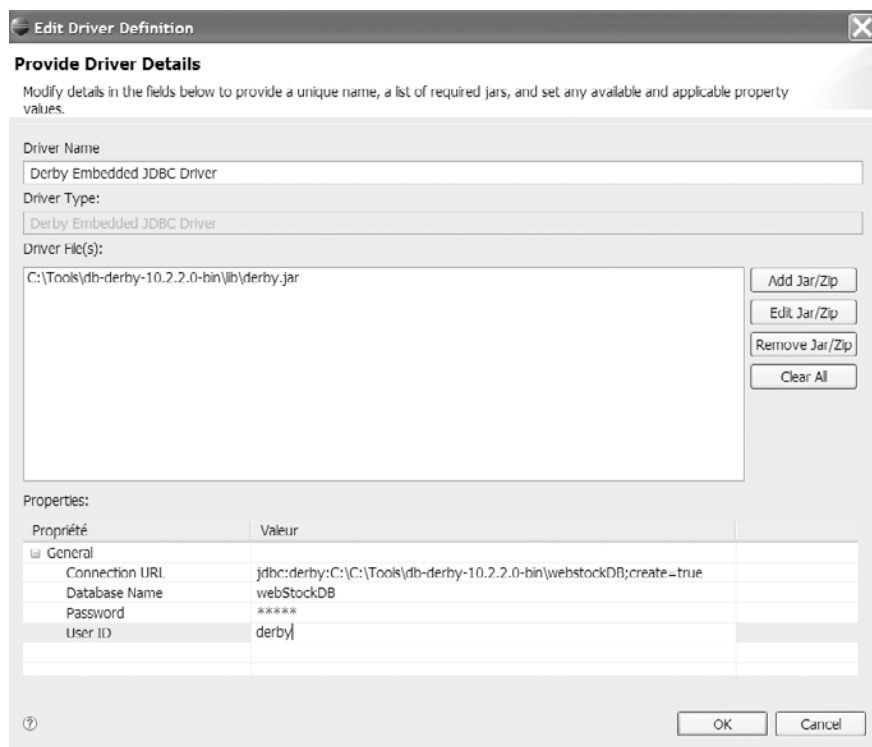 Edit Driver Definition
Provide Driver Details
Modify details in the fields below to provide a unique name, a list of required jars, and set any available and applicable property
values.
Driver Name
Derby Embedded JDBC Driver
Driver Type:
Derby Embedded JDBC Driver
Driver File(s):
C:\Tools\db-derby-10.2.2.0-bin\lib\derby.jar
Add Jar/Zip
Edit Jar/Zip
Remove Jar/Zip
Clear All
Properties:
Propriété Valeur
General
Connection URL jdbc:derby:C:\C:\Tools\db-derby-10.2.2.0-bin\webstockDB;create=true
Database Name webStockDB
Password *****
User ID derby
OK Cancel